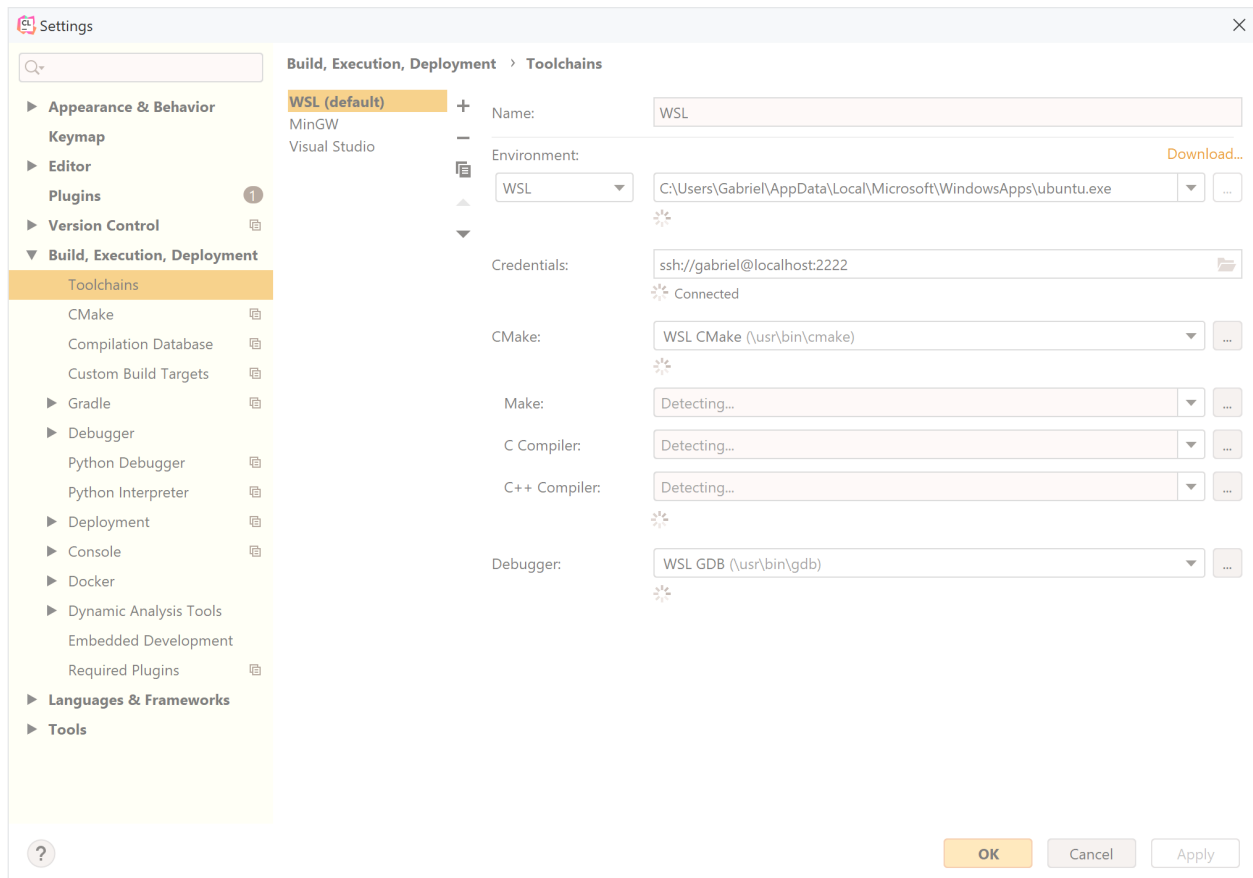 CL
Settings
Appearance & Behavior
Keymap
Editor
Plugins
1
Version Control
Build, Execution, Deployment
Toolchains
CMake
Compilation Database
Custom Build Targets
Gradle
Debugger
Python Debugger
Python Interpreter
Deployment
Console
Docker
Dynamic Analysis Tools
Embedded Development
Required Plugins
Languages & Frameworks
Tools
Build, Execution, Deployment › Toolchains
WSL (default)
MinGW
Visual Studio
Name: WSL
Environment: Download...
WSL C:\Users\Gabriel\AppData\Local\Microsoft\WindowsApps\ubuntu.exe ...
Credentials: ssh://gabriel@localhost:2222
Connected
CMake: WSL CMake (\usr\bin\cmake) ...
Make: Detecting... ...
C Compiler: Detecting... ...
C++ Compiler: Detecting... ...
Debugger: WSL GDB (\usr\bin\gdb) ...
? OK Cancel Apply